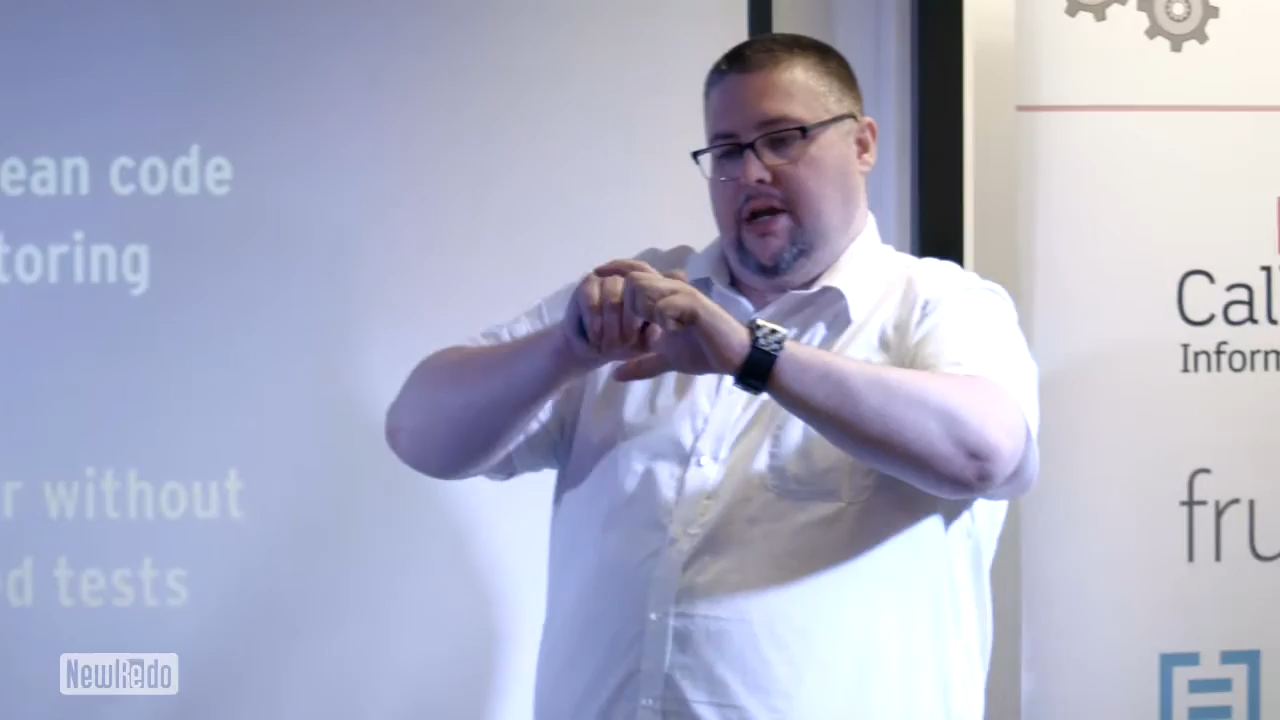 ean code
toring
r without
d tests
NewRedo
Cal
Inform
fru